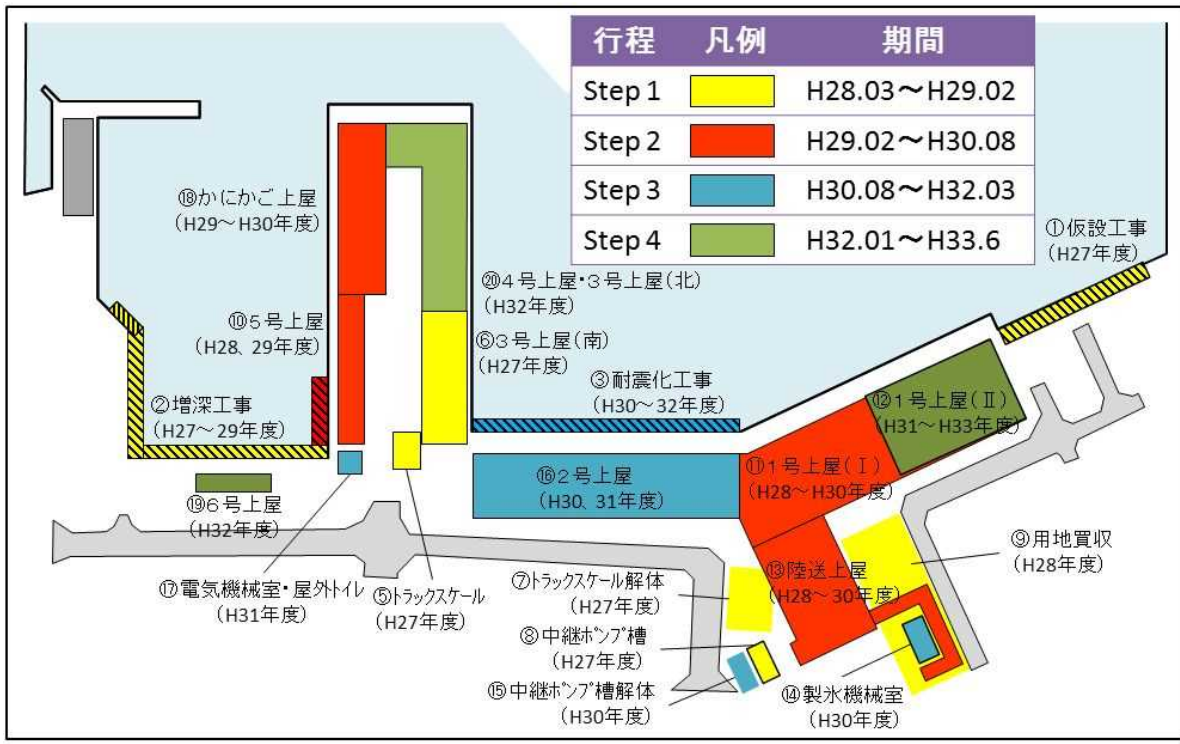 行程 凡例 期間
Step 1 H28.03～H29.02
Step 2 H29.02～H30.08
Step 3 H30.08～H32.03
Step 4 H32.01～H33.6
①仮設工事
(H27年度)
⑱かにかご上屋
(H29～H30年度)
⑳4号上屋・3号上屋(北)
(H32年度)
⑩5号上屋
(H28、29年度)
⑥3号上屋(南)
(H27年度)
③耐震化工事
(H30～32年度)
②増深工事
(H27～29年度)
⑫1号上屋(Ⅱ)
(H31～H33年度)
⑪1号上屋(Ⅰ)
(H28～H30年度)
⑯2号上屋
(H30、31年度)
⑲6号上屋
(H32年度)
⑨用地買収
(H28年度)
⑬陸送上屋
(H28～30年度)
⑰電気機械室・屋外トイレ
(H31年度)
⑤トラックスケール
(H27年度)
⑦トラックスケール解体
(H27年度)
⑧中継ポンプ槽
(H27年度)
⑮中継ポンプ槽解体
(H30年度)
⑭製氷機械室
(H30年度)